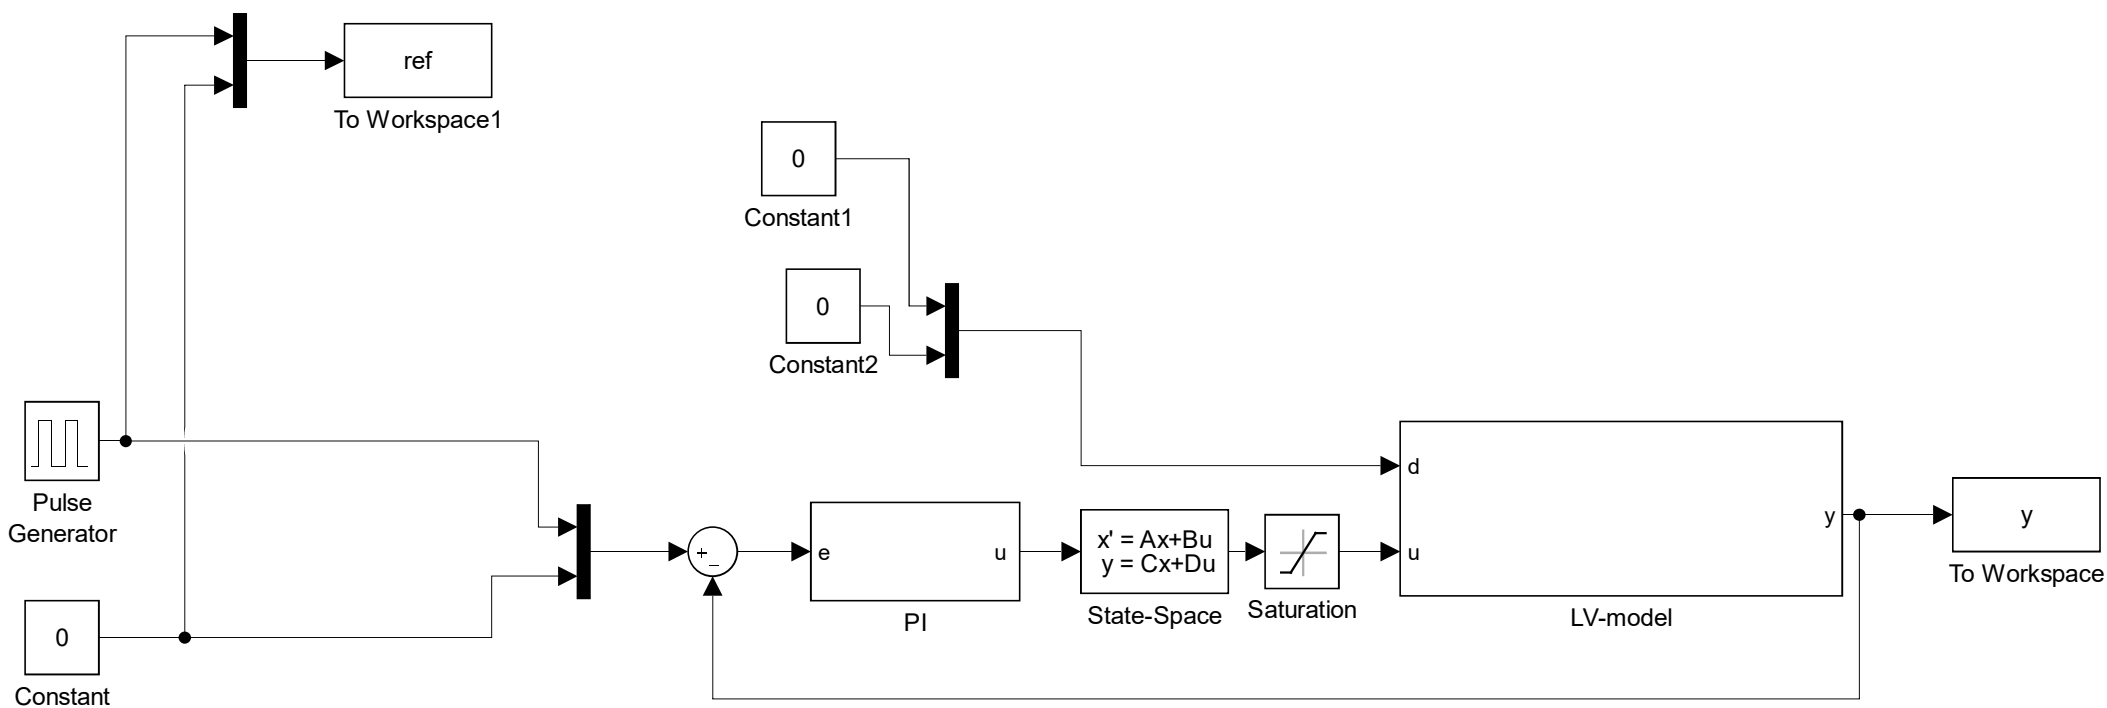 ref
To Workspace1
0
Constant1
0
Constant2
Pulse
Generator
0
Constant
+
−
e
u
PI
x' = Ax+Bu
y = Cx+Du
State-Space
Saturation
d
u
y
LV-model
y
To Workspace